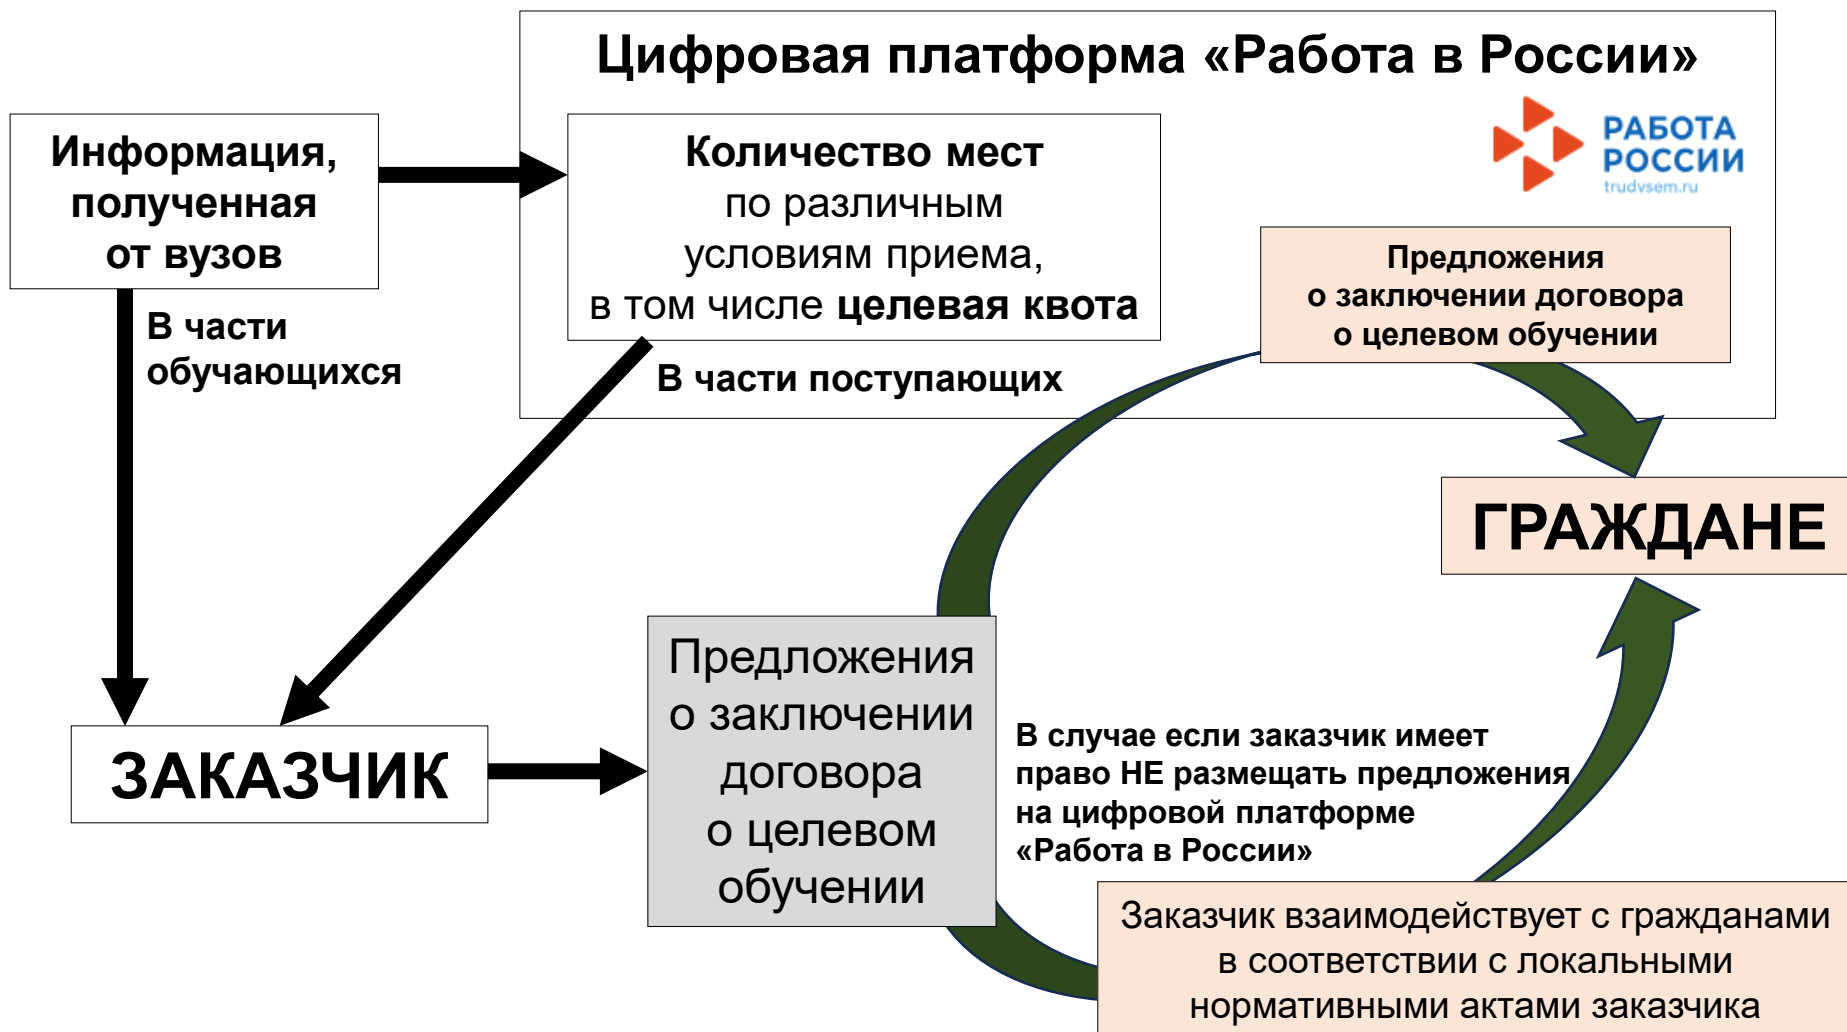 Цифровая платформа «Работа в России»
РАБОТА
РОССИИ
trudvsem.ru
Информация,
полученная
от вузов
Количество мест
по различным
условиям приема,
в том числе целевая квота
Предложения
о заключении договора
о целевом обучении
В части
обучающихся
В части поступающих
ГРАЖДАНЕ
ЗАКАЗЧИК
Предложения
о заключении
договора
о целевом
обучении
В случае если заказчик имеет
право НЕ размещать предложения
на цифровой платформе
«Работа в России»
Заказчик взаимодействует с гражданами
в соответствии с локальными
нормативными актами заказчика